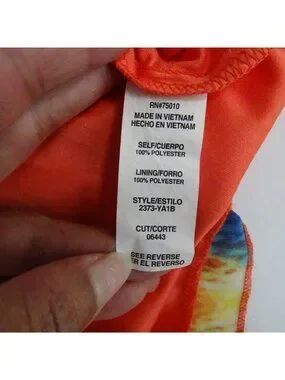 RN#75010
MADE IN VIETNAM
HECHO EN VIETNAM
SELF/CUERPO
100% POLYESTER
LINING/FORRO
100% POLYESTER
STYLE/ESTILO
2373-YA1B
CUT/CORTE
06443
SEE REVERSE
ER EL REVERSO